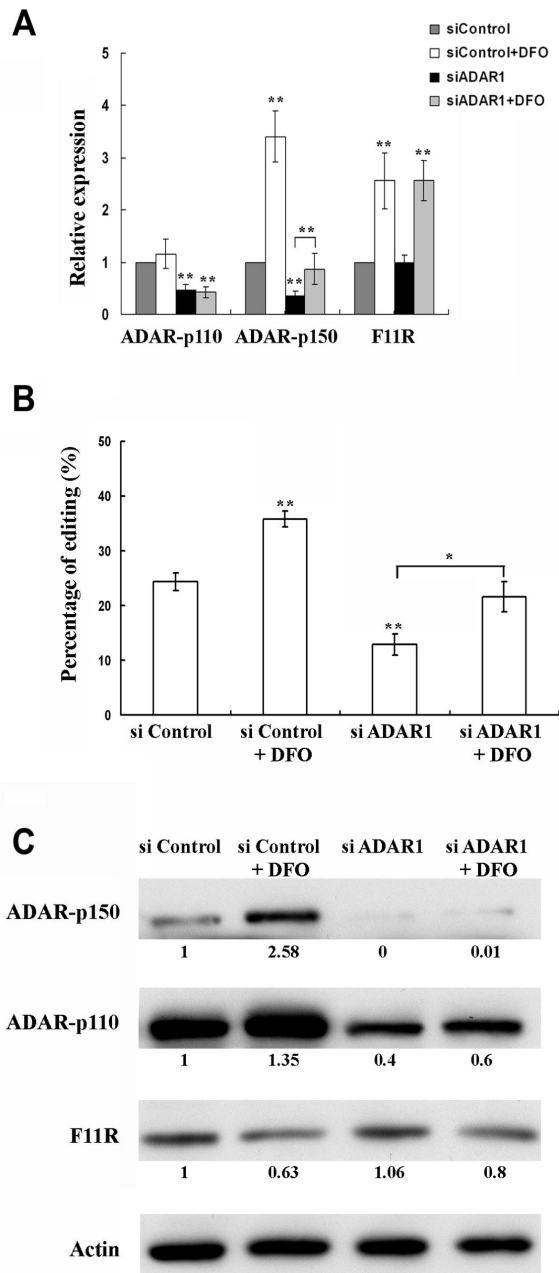 A
siControl
siControl+DFO
siADAR1
siADAR1+DFO
Relative expression
5
4
3
2
1
0
**
**
**
**
**
**
**
ADAR-p110
ADAR-p150
F11R
B
Percentage of editing (%)
50
40
30
20
10
0
**
**
*
si Control
si Control
+ DFO
si ADAR1
si ADAR1
+ DFO
C
si Control
si Control
+ DFO
si ADAR1
si ADAR1
+ DFO
ADAR-p150
1 2.58 0 0.01
ADAR-p110
1 1.35 0.4 0.6
F11R
1 0.63 1.06 0.8
Actin